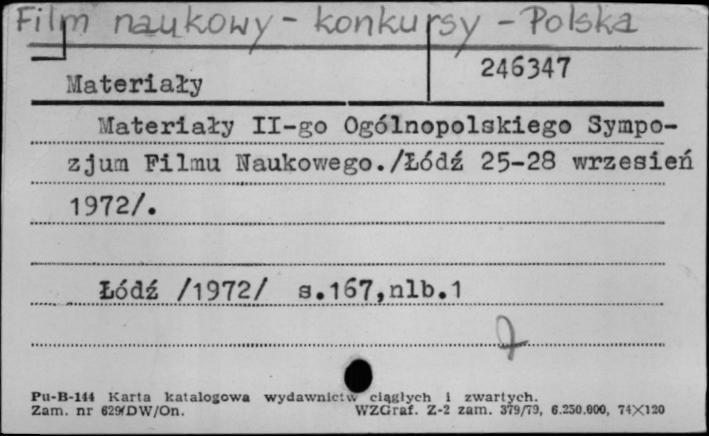 Film naukowy - konkursy - Polska
246347
Materiały
Materiały II-go Ogólnopolskiego Sympo-
zjum Filmu Naukowego./Łódź 25-28 wrzesień
1972/.
Łódź /1972/ s.167,nlb.1
Pu-B-144 Karta katalogowa wydawnictw ciągłych i zwartych.
Zam. nr 629/DW/On. WZGraf. Z-2 zam. 379/79, 6.250.000, 74×120